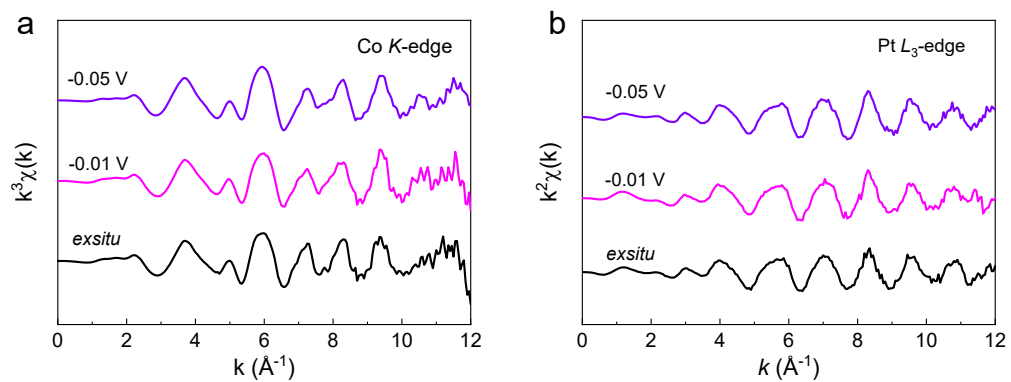 a
Co K-edge
-0.05 V
-0.01 V
exsitu
k³χ(k)
0 2 4 6 8 10 12
k (Å⁻¹)
b
Pt L₃-edge
-0.05 V
-0.01 V
exsitu
k²χ(k)
0 2 4 6 8 10 12
k (Å⁻¹)